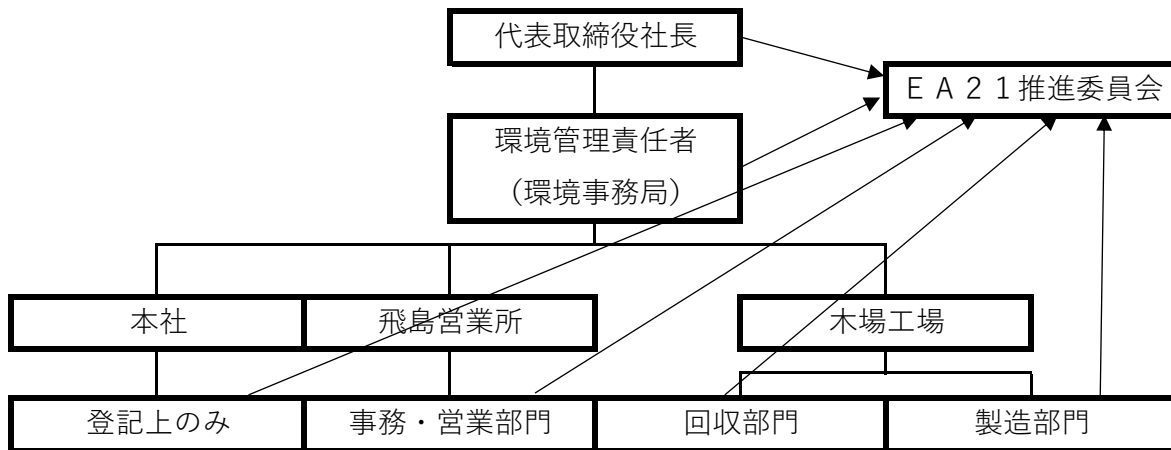 代表取締役社長
ＥＡ２１推進委員会
環境管理責任者
（環境事務局）
本社
飛島営業所
木場工場
登記上のみ
事務・営業部門
回収部門
製造部門